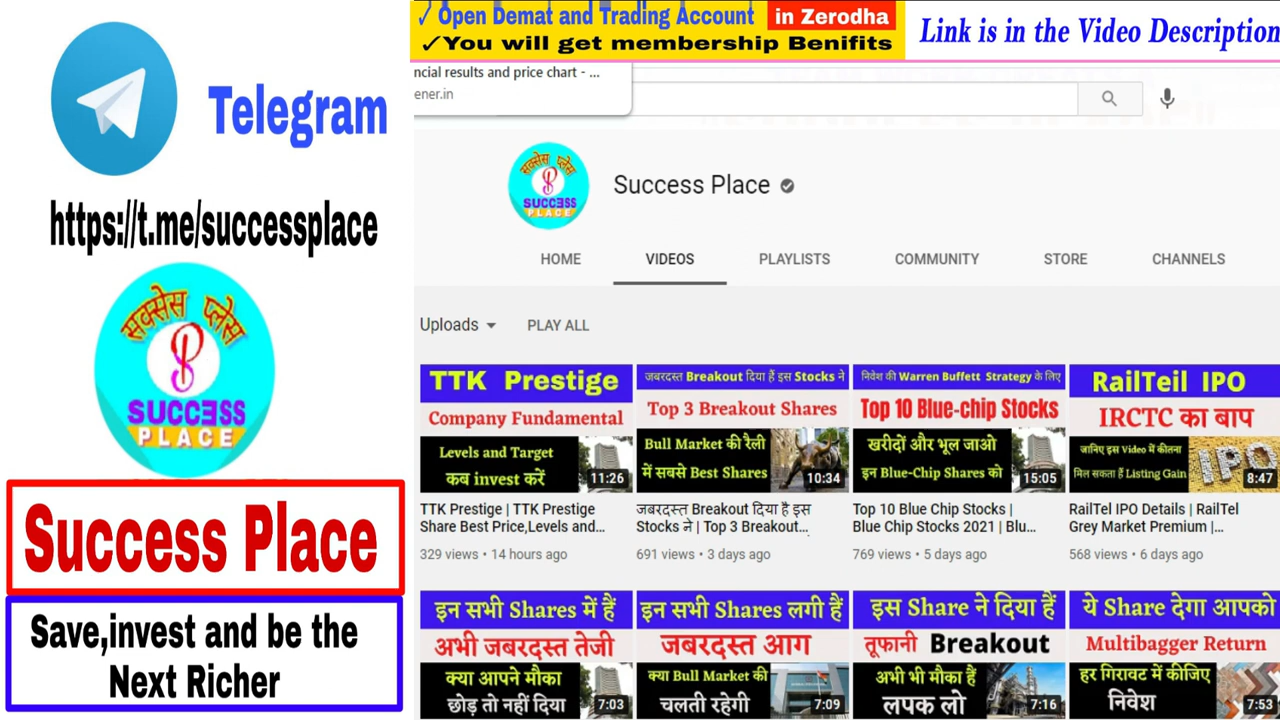 Telegram
https://t.me/successplace
सक्सेस प्लेस
SUCCESS
PLACE
Success Place
Save,invest and be the
Next Richer
✓ Open Demat and Trading Account in Zerodha
✓You will get membership Benifits
Link is in the Video Description
ncial results and price chart - ...
ener.in
सक्सेस प्लेस
SUCCESS
PLACE
Success Place
HOME VIDEOS PLAYLISTS COMMUNITY STORE CHANNELS
Uploads PLAY ALL
TTK Prestige
Company Fundamental
Levels and Target
कब invest करें
11:26
TTK Prestige | TTK Prestige
Share Best Price,Levels and...
329 views • 14 hours ago
जबरदस्त Breakout दिया हैं इस Stocks ने
Top 3 Breakout Shares
Bull Market की रैली
में सबसे Best Shares
10:34
जबरदस्त Breakout दिया है इस
Stocks ने | Top 3 Breakout...
691 views • 3 days ago
निवेश की Warren Buffett Strategy के लिए
Top 10 Blue-chip Stocks
खरीदों और भूल जाओ
इन Blue-Chip Shares को
15:05
Top 10 Blue Chip Stocks |
Blue Chip Stocks 2021 | Blu...
769 views • 5 days ago
RailTeil IPO
IRCTC का बाप
जानिए इस Video में कीतना
मिल सकता हैं Listing Gain
IPO
8:47
RailTel IPO Details | RailTel
Grey Market Premium |...
568 views • 6 days ago
इन सभी Shares में हैं
अभी जबरदस्त तेजी
क्या आपने मौका
छोड़ तो नहीं दिया
7:03
इन सभी Shares लगी हैं
जबरदस्त आग
क्या Bull Market की
चलती रहेगी
7:09
इस Share ने दिया हैं
तूफानी Breakout
अभी भी मौका हैं
लपक लो
7:16
ये Share देगा आपको
Multibagger Return
हर गिरावट में कीजिए
निवेश
7:53